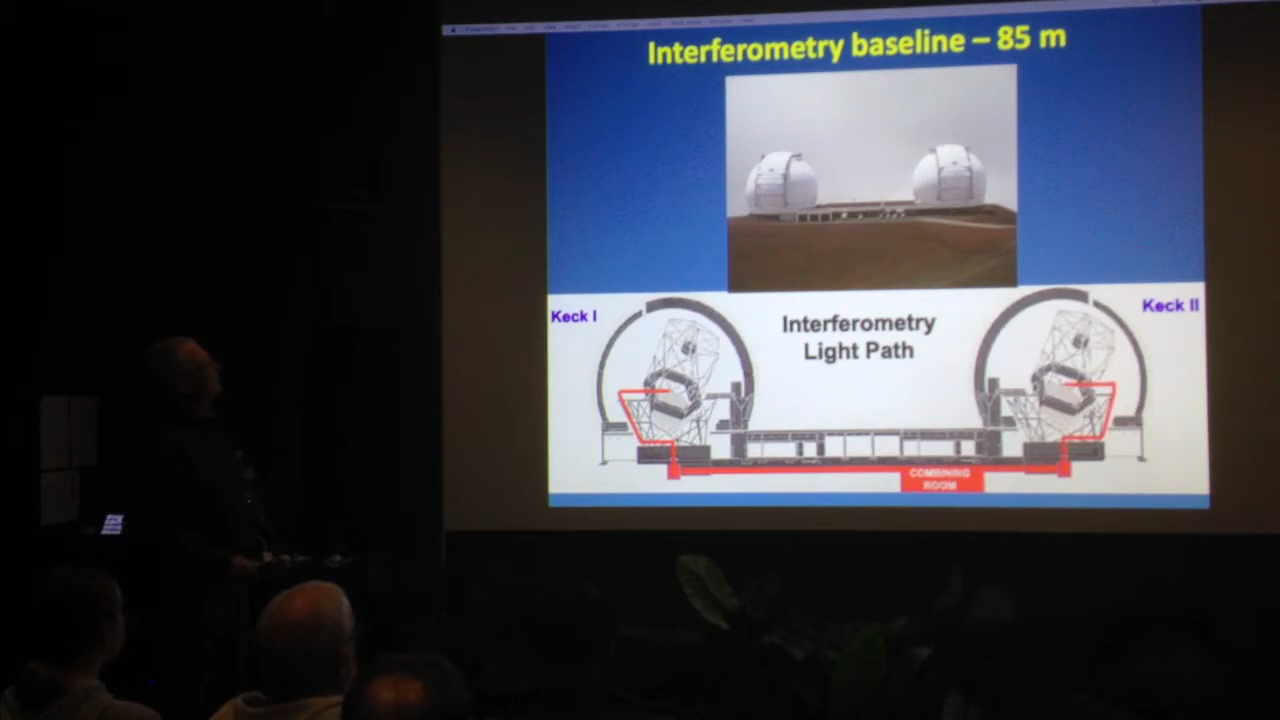 Interferometry baseline – 85 m
Keck I
Interferometry
Light Path
Keck II
COMBINING
ROOM